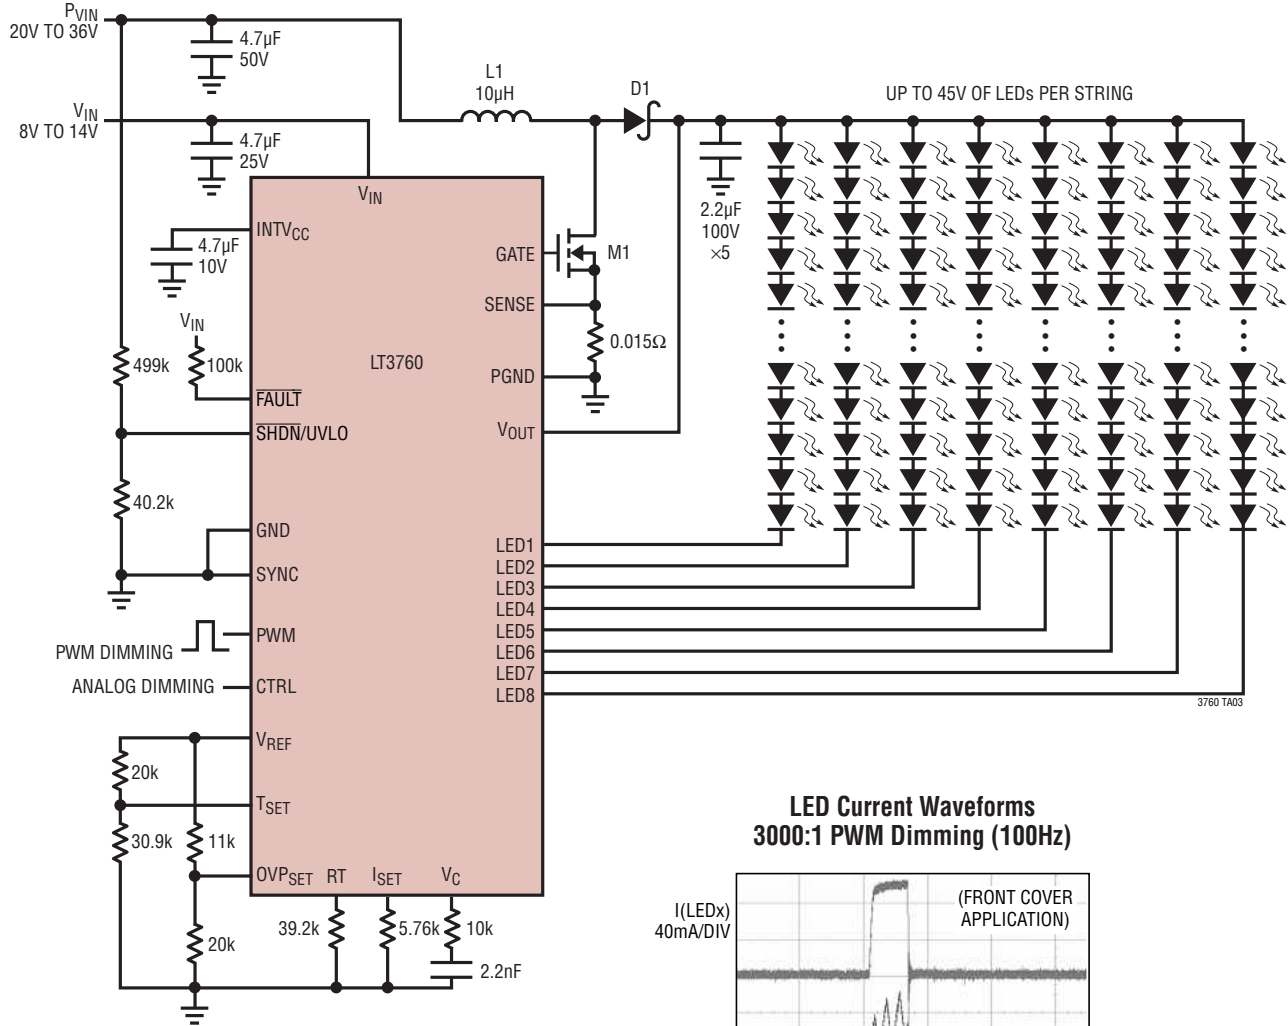 PVIN
20V TO 36V
4.7µF
50V
VIN
8V TO 14V
4.7µF
25V
L1
10µH
D1
UP TO 45V OF LEDs PER STRING
2.2µF
100V
×5
VIN
INTVCC
4.7µF
10V
GATE
M1
SENSE
0.015Ω
VIN
499k
100k
LT3760
PGND
FAULT
SHDN/UVLO
VOUT
40.2k
GND
SYNC
LED1
LED2
LED3
LED4
LED5
LED6
LED7
LED8
PWM DIMMING
PWM
ANALOG DIMMING
CTRL
3760 TA03
VREF
20k
TSET
30.9k
11k
OVPSET
RT
ISET
VC
39.2k
5.76k
10k
20k
2.2nF
LED Current Waveforms
3000:1 PWM Dimming (100Hz)
I(LEDx)
40mA/DIV
(FRONT COVER
APPLICATION)